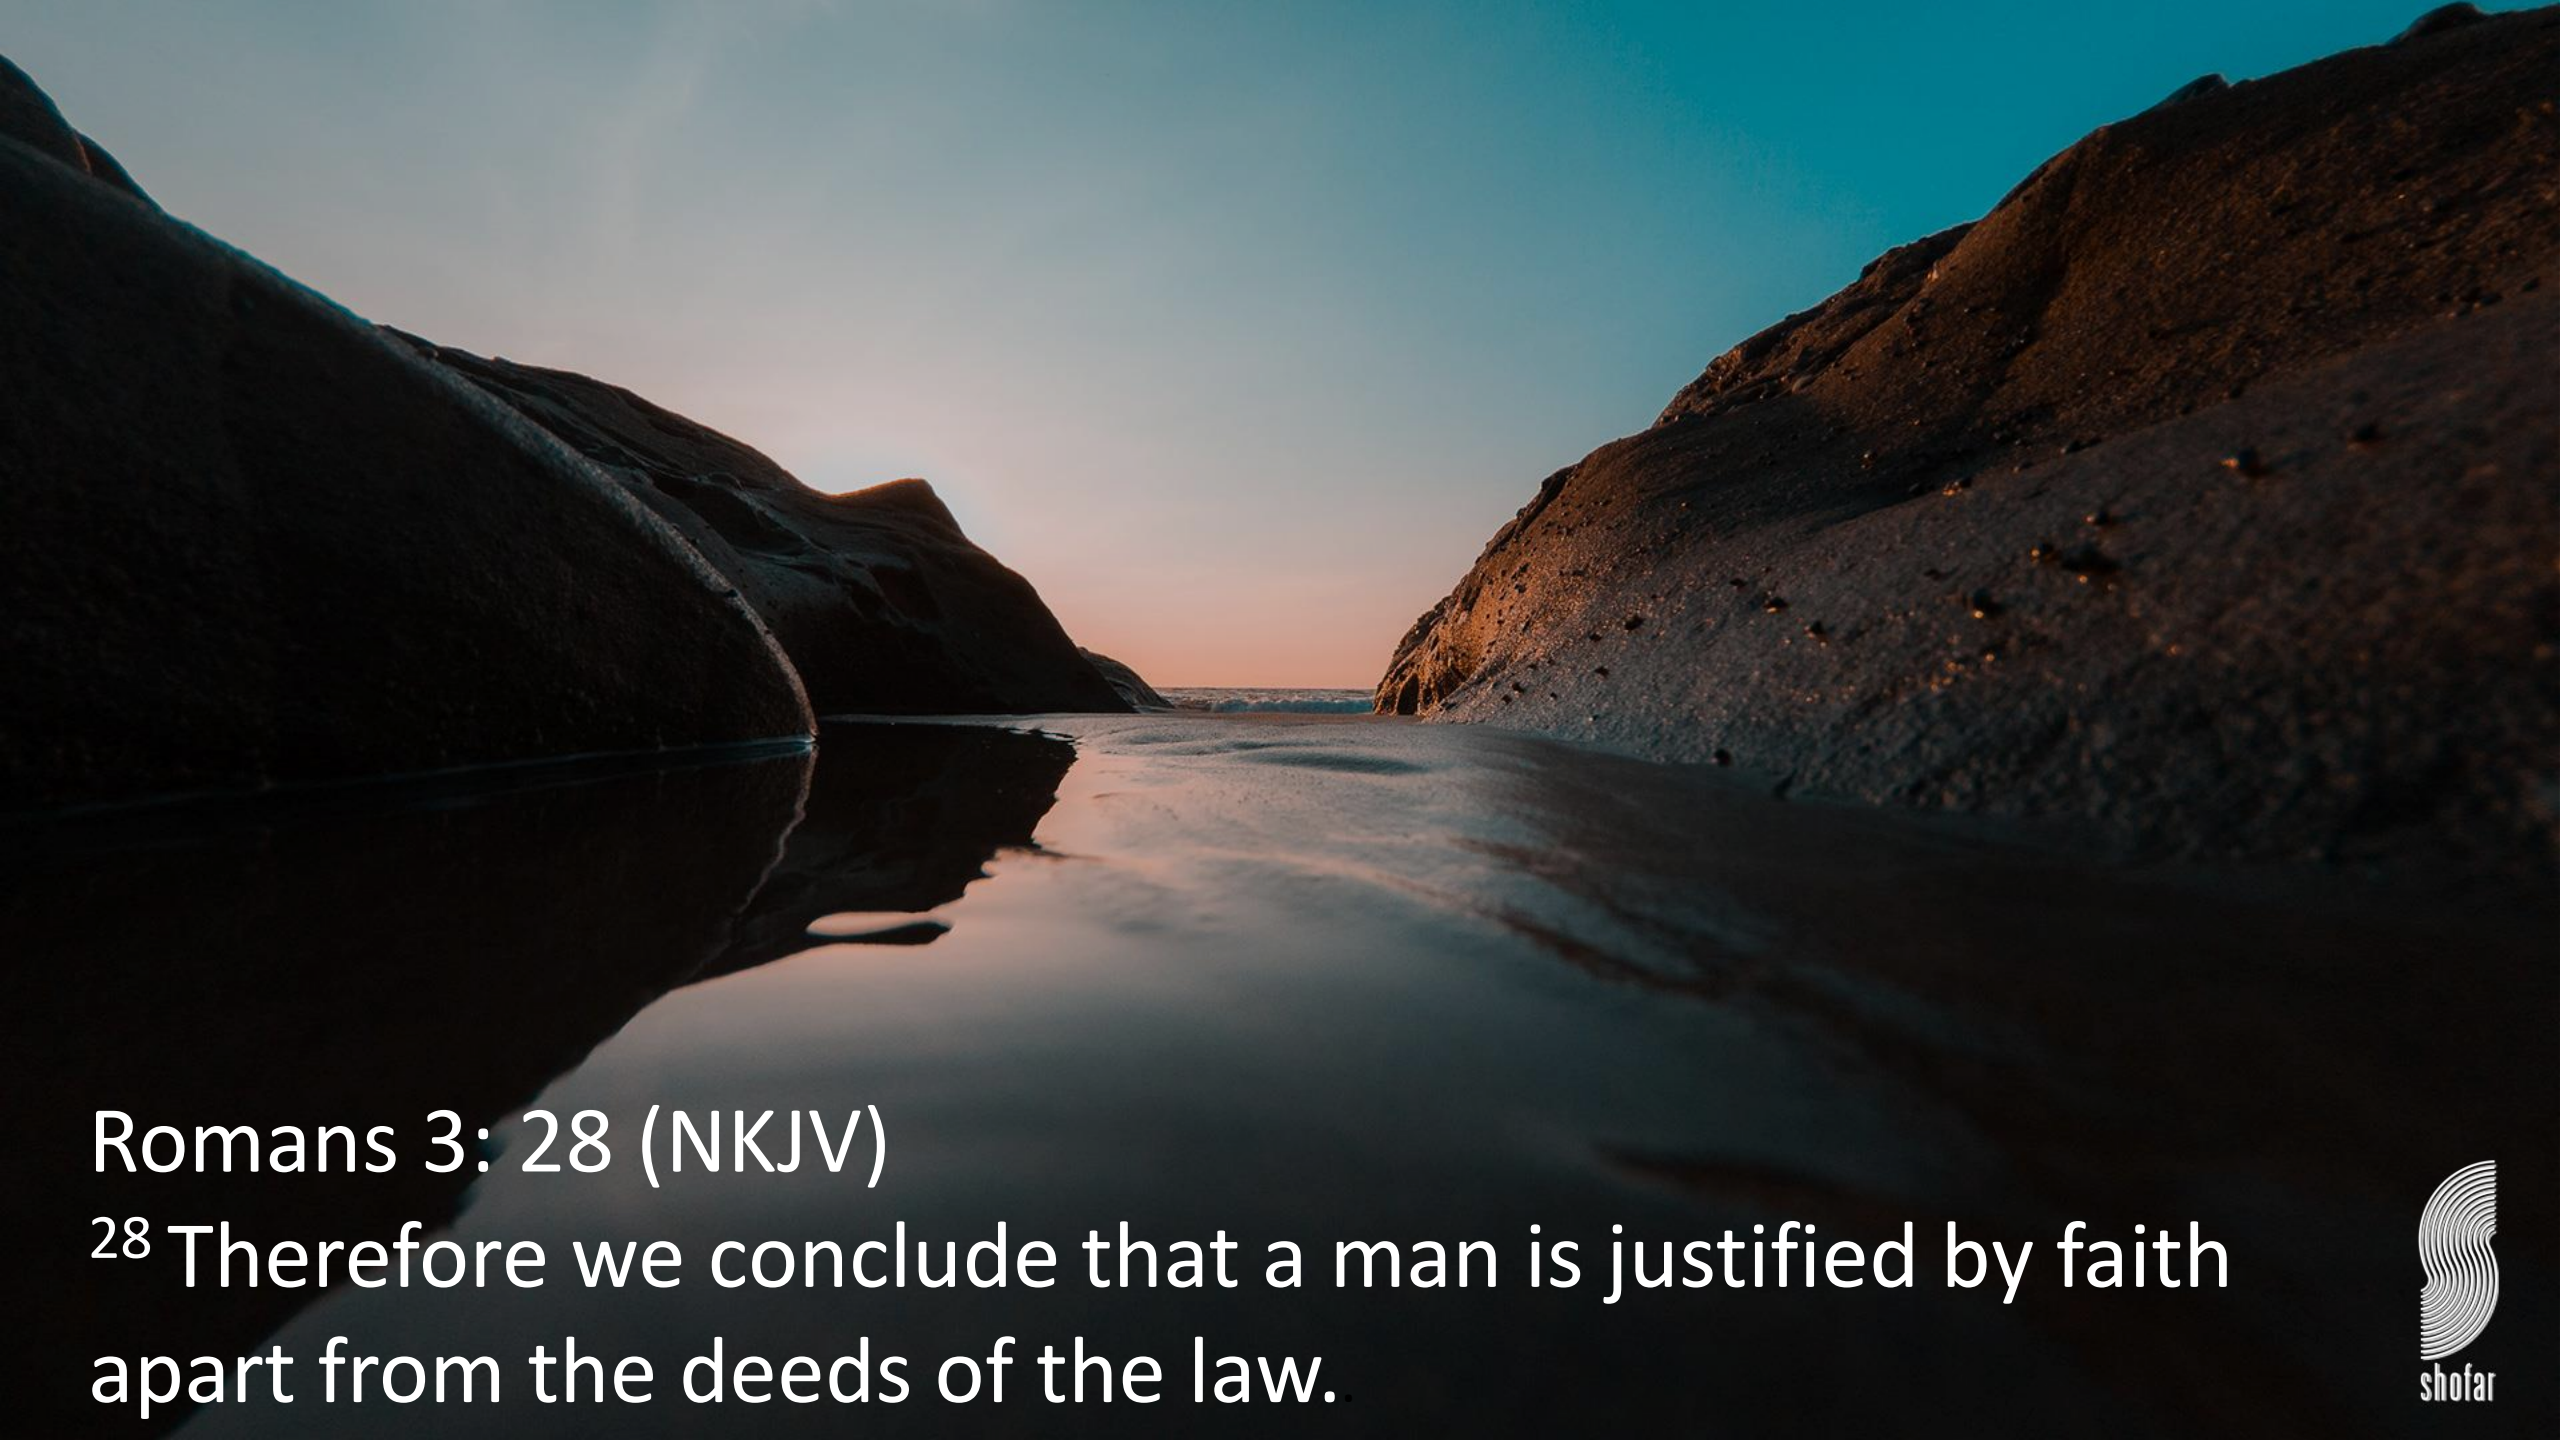 Romans 3: 28 (NKJV)
28 Therefore we conclude that a man is justified by faith
apart from the deeds of the law..
shofar